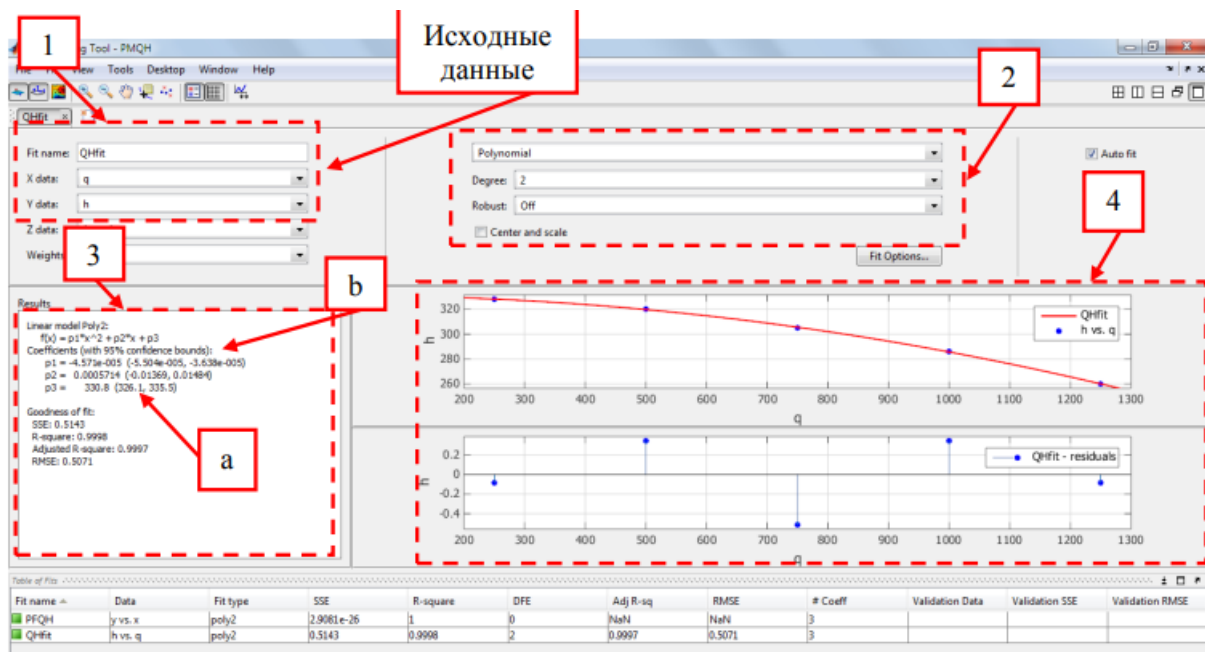 1
Исходные
данные
2
Tool - PMQH
View Tools Desktop Window Help
QHfit
Fit name: QHfit
X data: q
Y data: h
Z data:
Weights
3
Polynomial
Degree: 2
Robust: Off
Center and scale
Fit Options...
Auto fit
4
b
Results
Linear model Poly2:
f(x) = p1*x^2 + p2*x + p3
Coefficients (with 95% confidence bounds):
p1 = -4.571e-005 (-5.504e-005, -3.638e-005)
p2 = 0.0005714 (-0.01369, 0.01484)
p3 = 330.8 (326.1, 335.5)
Goodness of fit:
SSE: 0.5143
R-square: 0.9998
Adjusted R-square: 0.9997
RMSE: 0.5071
a
320
300
280
260
h
200 300 400 500 600 700 800 900 1000 1100 1200 1300
q
QHfit
h vs. q
0.2
0
-0.2
-0.4
h
200 300 400 500 600 700 800 900 1000 1100 1200 1300
q
QHfit - residuals
Table of Fits
Fit name Data Fit type SSE R-square DFE Adj R-sq RMSE # Coeff Validation Data Validation SSE Validation RMSE
PFQH y vs. x poly2 2.9081e-26 1 0 NaN NaN 3
QHfit h vs. q poly2 0.5143 0.9998 2 0.9997 0.5071 3